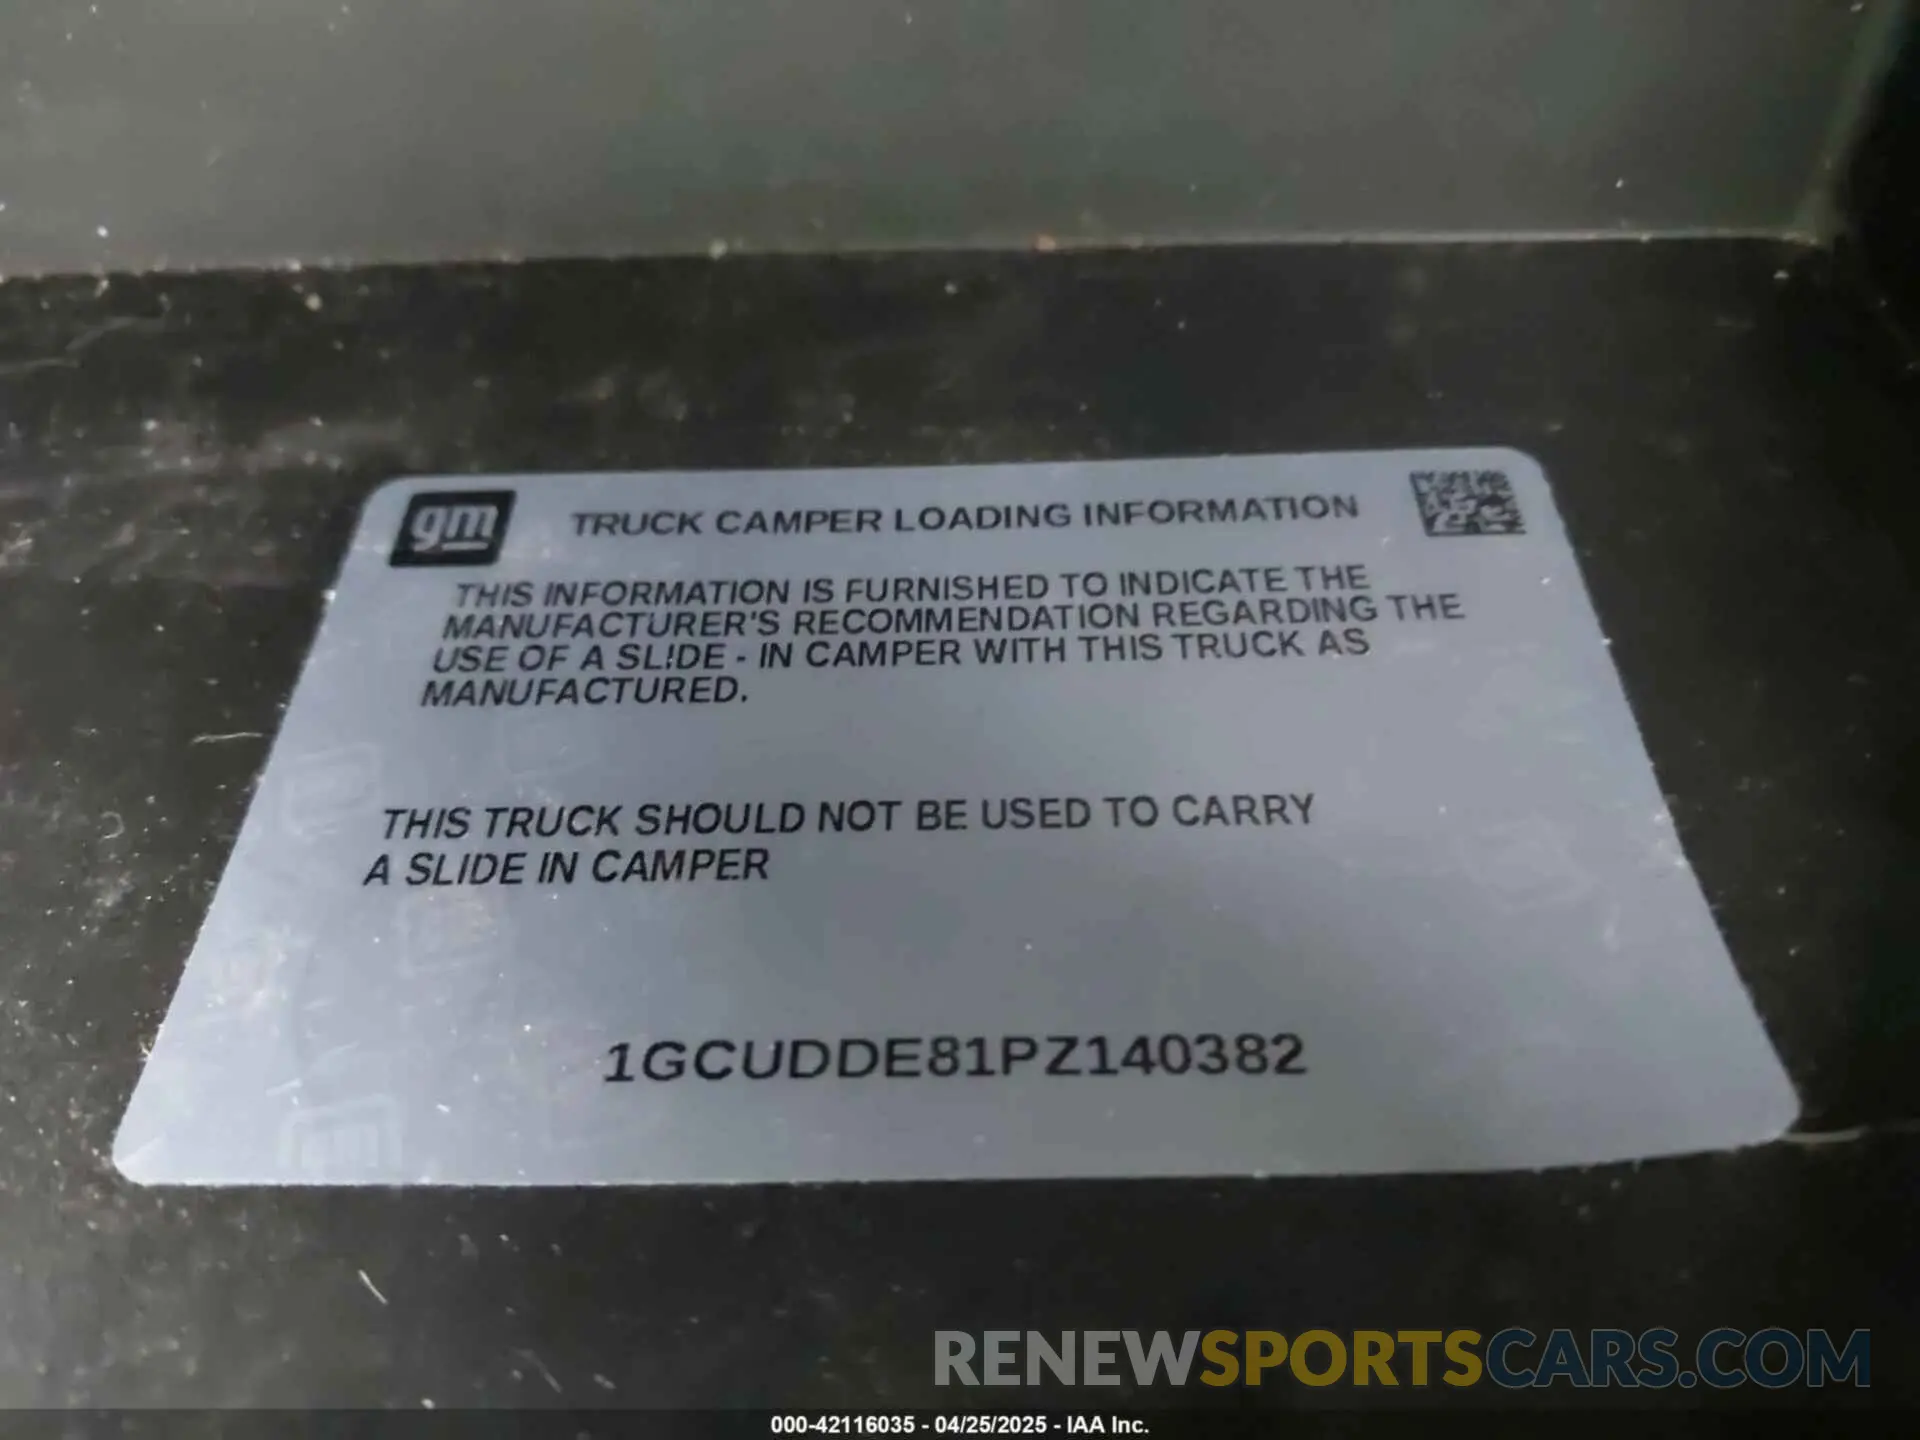 gm
TRUCK CAMPER LOADING INFORMATION
THIS INFORMATION IS FURNISHED TO INDICATE THE
MANUFACTURER'S RECOMMENDATION REGARDING THE
USE OF A SLIDE - IN CAMPER WITH THIS TRUCK AS
MANUFACTURED.
THIS TRUCK SHOULD NOT BE USED TO CARRY
A SLIDE IN CAMPER
1GCUDDE81PZ140382
RENEWSPORTSCARS.COM
000-42116035 - 04/25/2025 - IAA Inc.